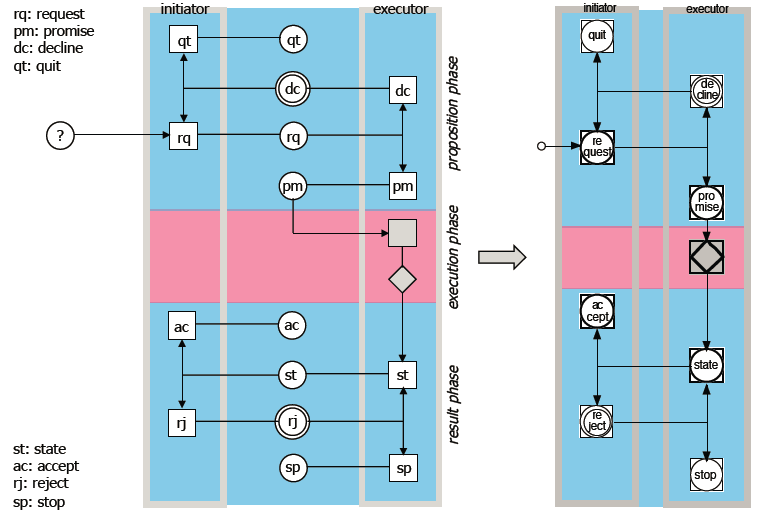 rq: request
pm: promise
dc: decline
qt: quit
initiator
executor
qt
qt
dc
dc
?
rq
rq
pm
pm
proposition phase
execution phase
ac
ac
st
st
rj
rj
sp
sp
result phase
st: state
ac: accept
rj: reject
sp: stop
initiator
executor
quit
de
cline
re
quest
pro
mise
ac
cept
state
re
ject
stop